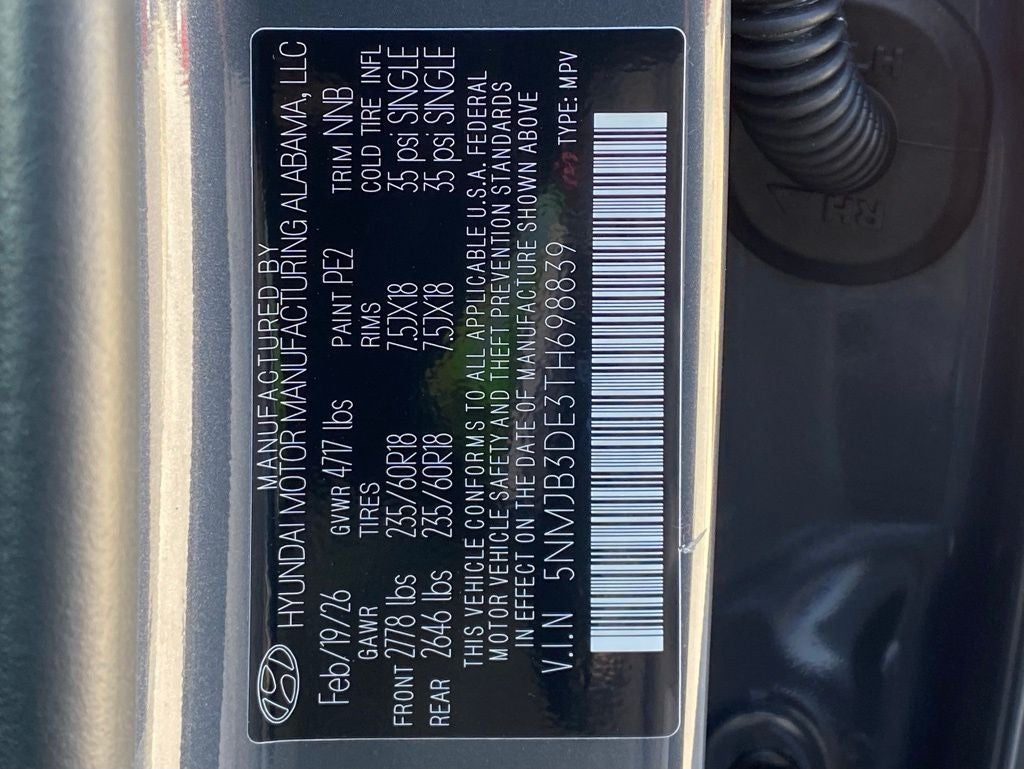 MANUFACTURED BY
HYUNDAI MOTOR MANUFACTURING ALABAMA, LLC
Feb/19/26 GVWR 4717 lbs PAINT PE2 TRIM NNB
GAWR TIRES RIMS COLD TIRE INFL
FRONT 2778 lbs 235/60R18 7.5JX18 35 psi SINGLE
REAR 2646 lbs 235/60R18 7.5JX18 35 psi SINGLE
THIS VEHICLE CONFORMS TO ALL APPLICABLE U.S.A. FEDERAL
MOTOR VEHICLE SAFETY AND THEFT PREVENTION STANDARDS
IN EFFECT ON THE DATE OF MANUFACTURE SHOWN ABOVE
V.I.N 5NMJB3DE3TH698839 TYPE: MPV
RH